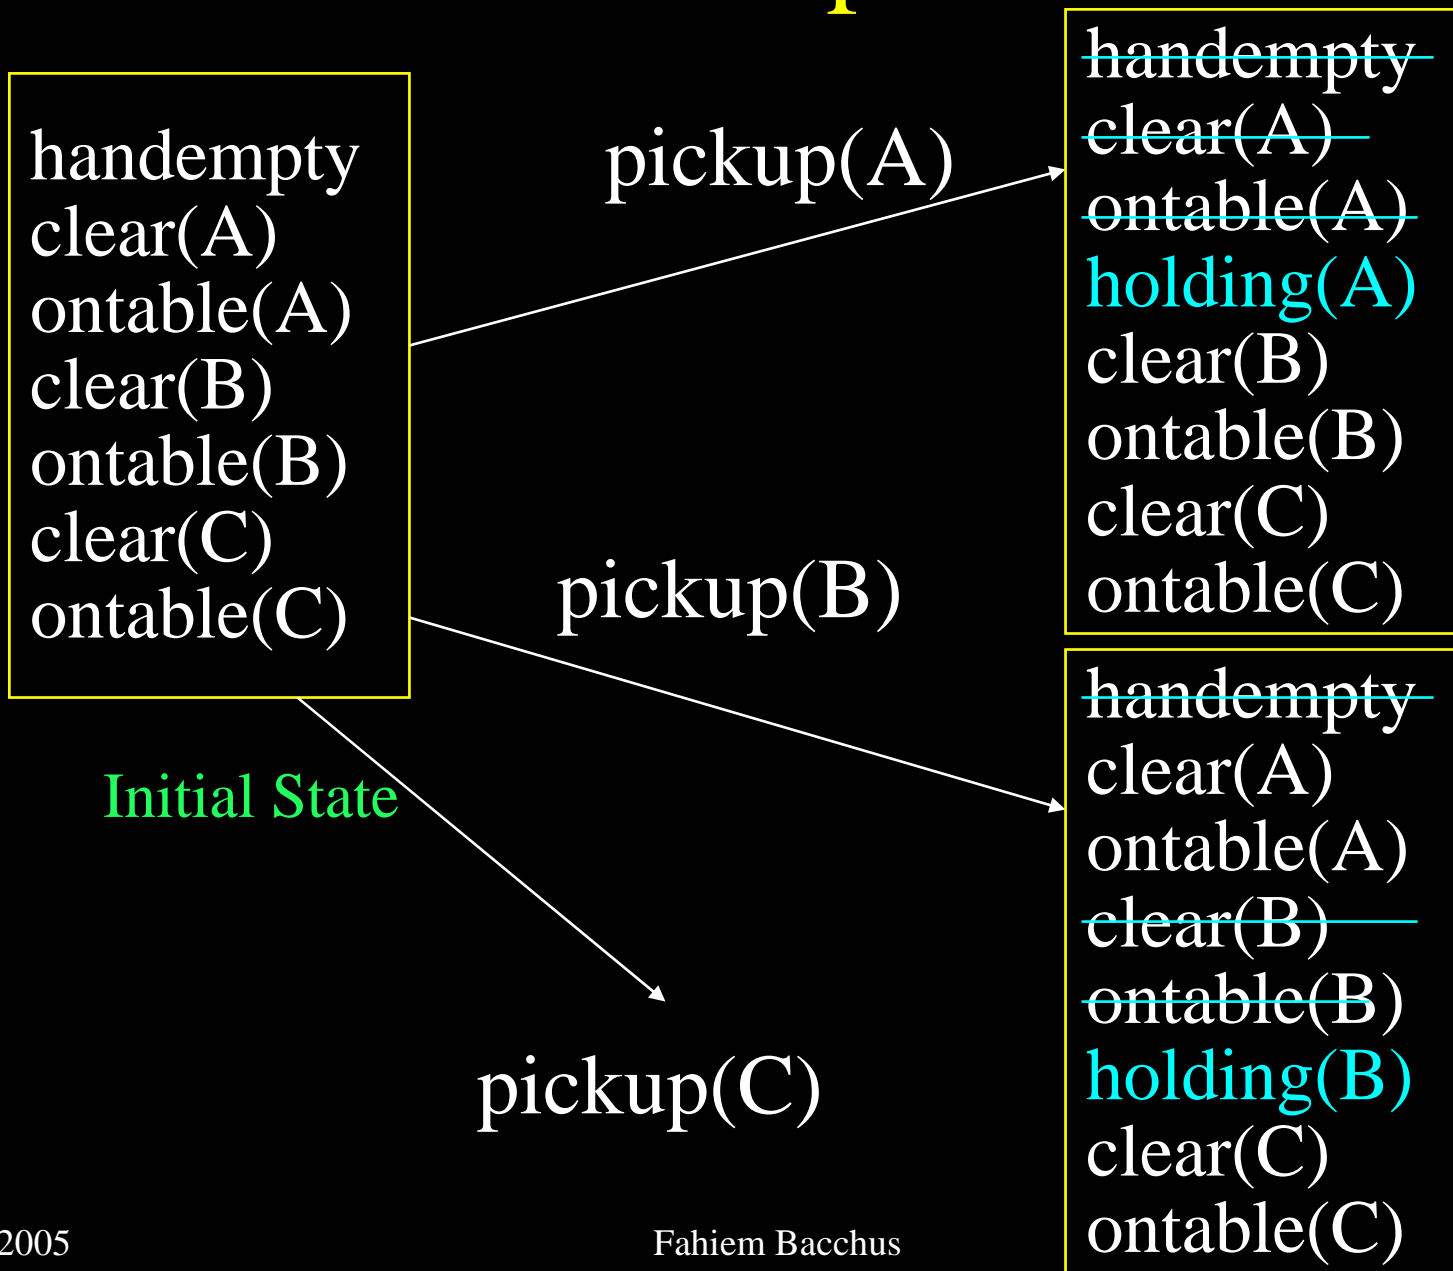 handempty
clear(A)
ontable(A)
clear(B)
ontable(B)
clear(C)
ontable(C)
Initial State
pickup(A)
pickup(B)
pickup(C)
handempty
clear(A)
ontable(A)
holding(A)
clear(B)
ontable(B)
clear(C)
ontable(C)
handempty
clear(A)
ontable(A)
clear(B)
ontable(B)
holding(B)
clear(C)
ontable(C)
2005
Fahiem Bacchus